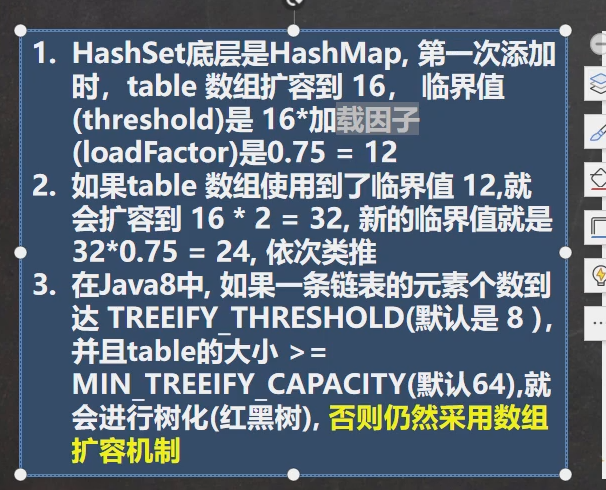 1. HashSet底层是HashMap, 第一次添加
时，table 数组扩容到 16， 临界值
(threshold)是 16*加载因子
(loadFactor)是0.75 = 12
2. 如果table 数组使用到了临界值 12,就
会扩容到 16 * 2 = 32, 新的临界值就是
32*0.75 = 24, 依次类推
3. 在Java8中, 如果一条链表的元素个数到
达 TREEIFY_THRESHOLD(默认是 8 ),
并且table的大小 >=
MIN_TREEIFY_CAPACITY(默认64),就
会进行树化(红黑树), 否则仍然采用数组
扩容机制